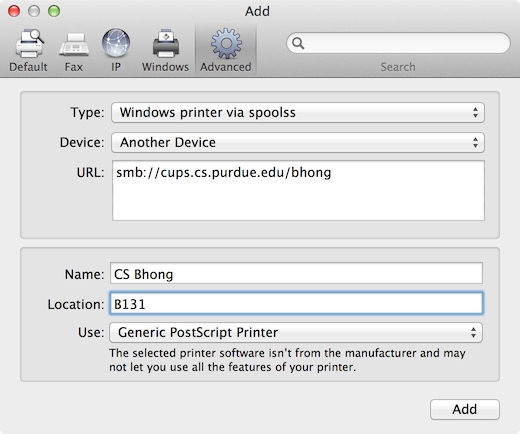 Add
Default Fax IP Windows Advanced Search
Type: Windows printer via spoolss
Device: Another Device
URL: smb://cups.cs.purdue.edu/bhong
Name: CS Bhong
Location: B131
Use: Generic PostScript Printer
The selected printer software isn't from the manufacturer and may
not let you use all the features of your printer.
Add